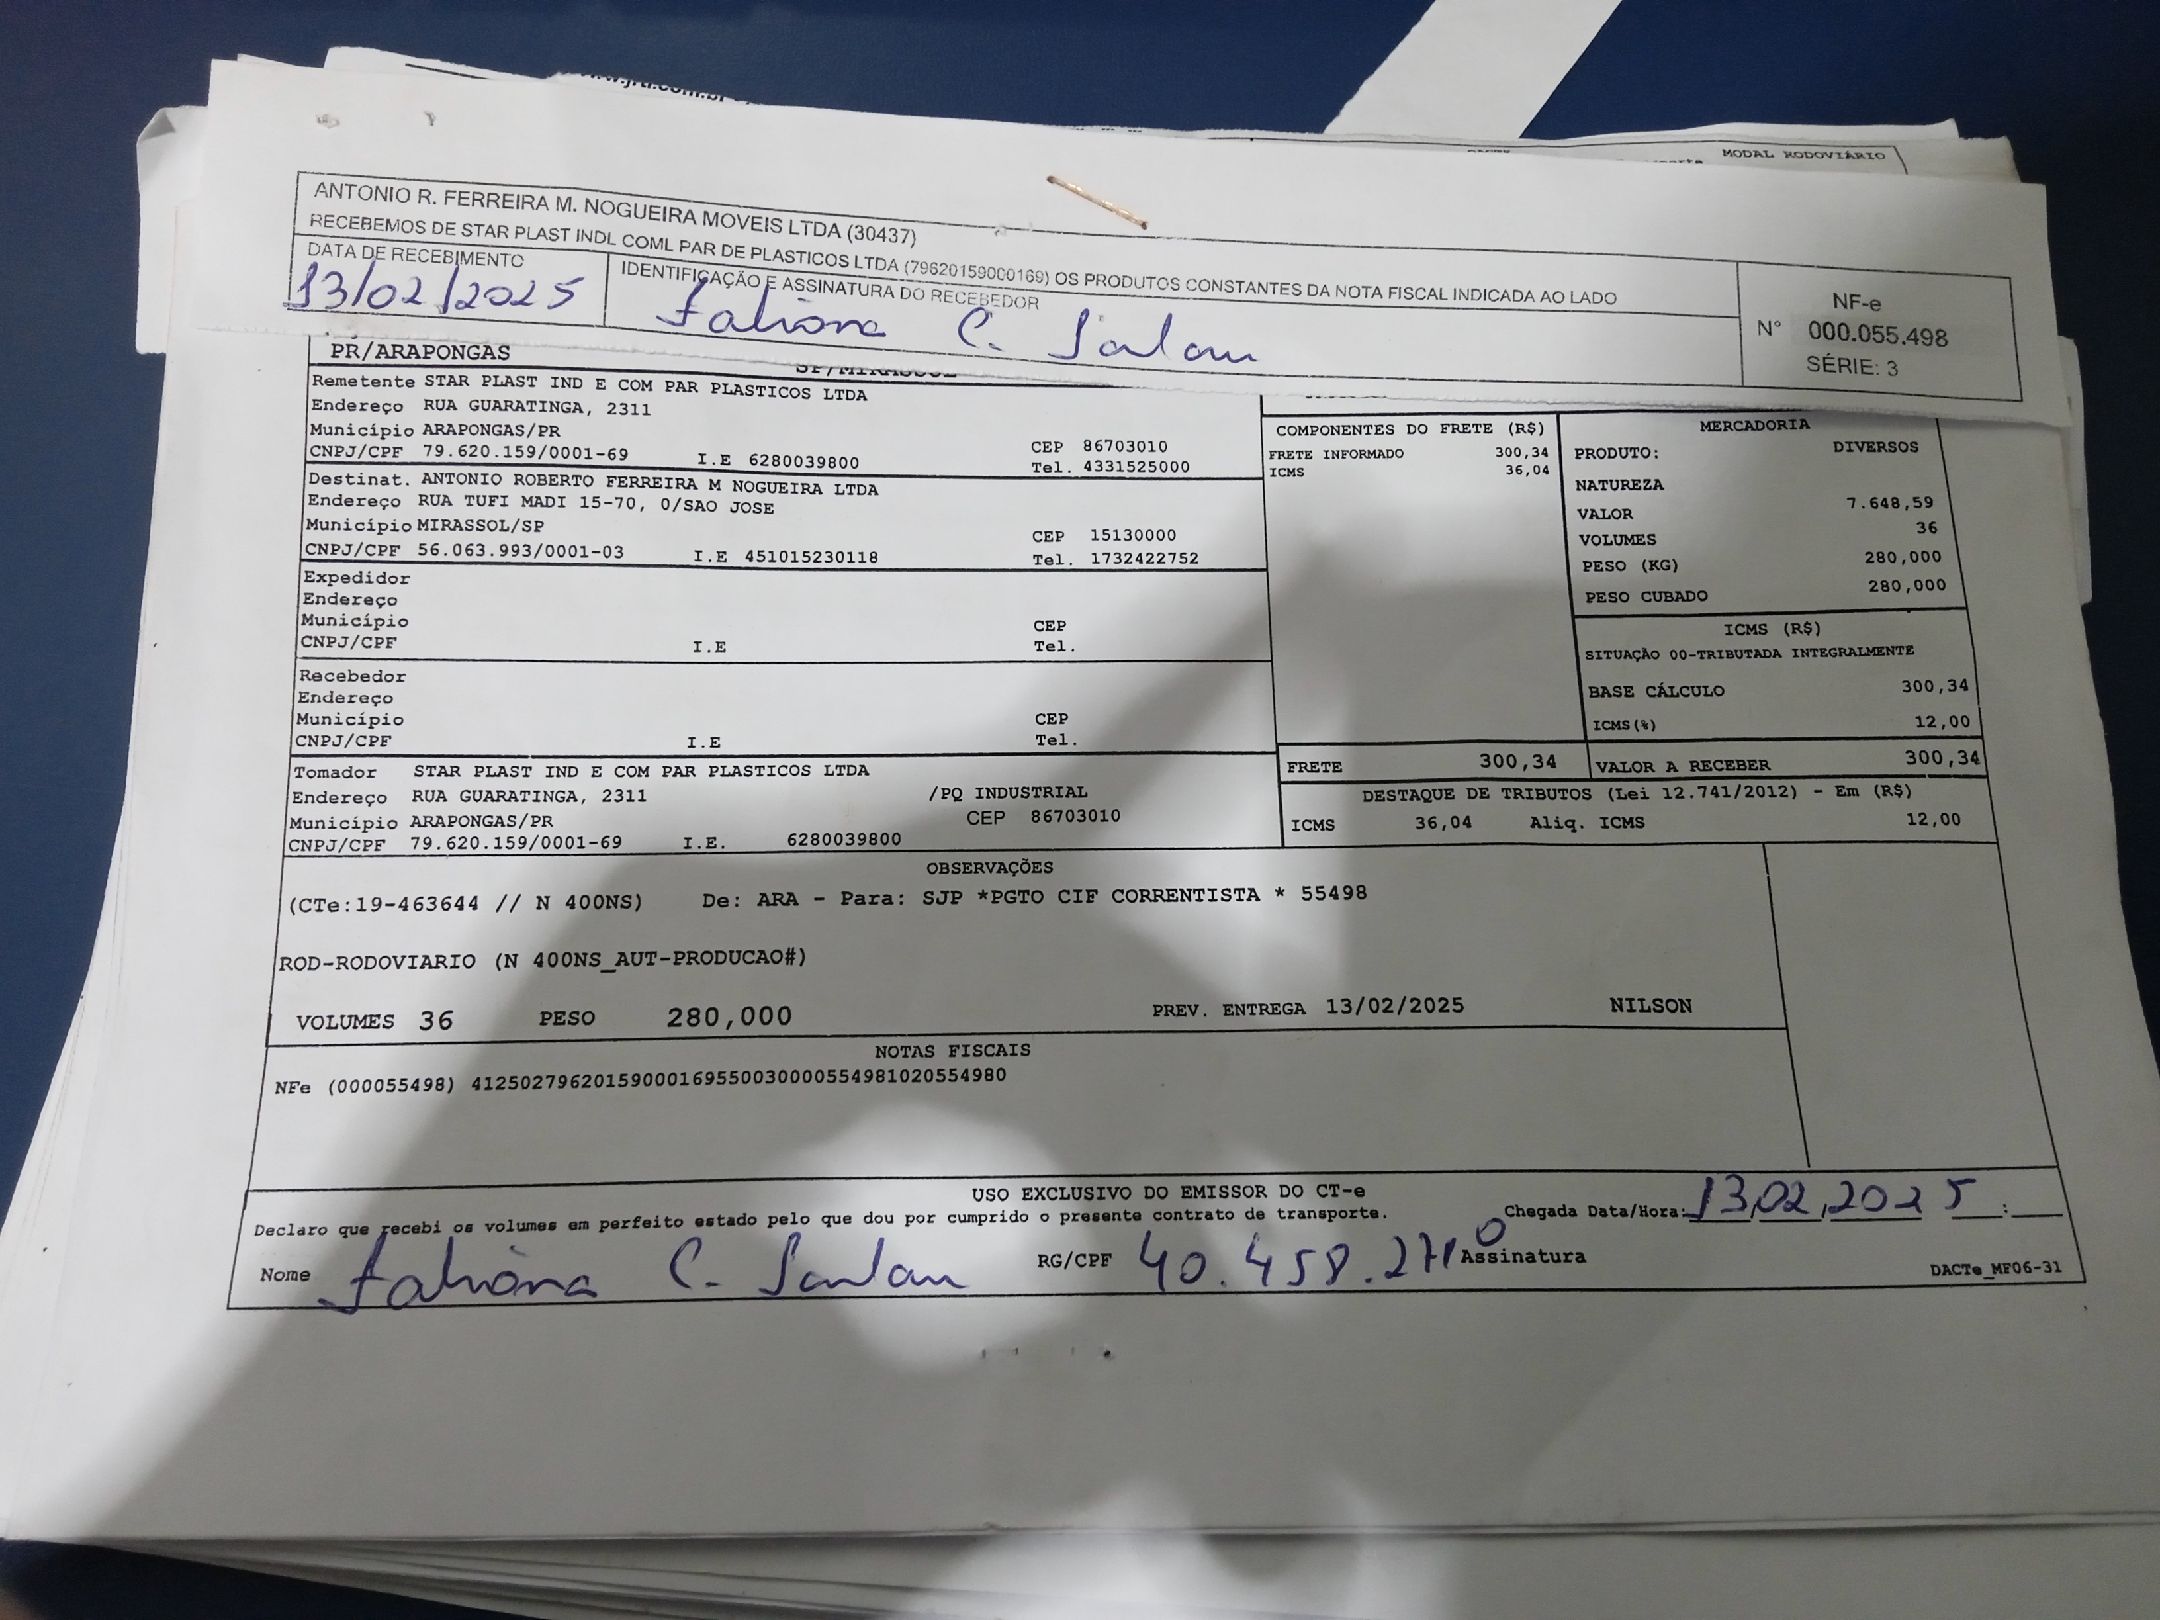 MODAL RODOVIÁRIO
ANTONIO R. FERREIRA M. NOGUEIRA MOVEIS LTDA (30437)
RECEBEMOS DE STAR PLAST INDL COML PAR DE PLASTICOS LTDA (79620159000169) OS PRODUTOS CONSTANTES DA NOTA FISCAL INDICADA AO LADO
DATA DE RECEBIMENTO
IDENTIFICAÇÃO E ASSINATURA DO RECEBEDOR
13/02/2025
C.
NF-e
N° 000.055.498
SÉRIE: 3
PR/ARAPONGAS
SP/MIRASSOL
Remetente STAR PLAST IND E COM PAR PLASTICOS LTDA
Endereço RUA GUARATINGA, 2311
Município ARAPONGAS/PR
CEP 86703010
CNPJ/CPF 79.620.159/0001-69 I.E 6280039800 Tel. 4331525000
Destinat. ANTONIO ROBERTO FERREIRA M NOGUEIRA LTDA
Endereço RUA TUFI MADI 15-70, 0/SAO JOSE
Município MIRASSOL/SP CEP 15130000
CNPJ/CPF 56.063.993/0001-03 I.E 451015230118 Tel. 1732422752
Expedidor
Endereço
Município CEP
CNPJ/CPF I.E Tel.
Recebedor
Endereço
Município CEP
CNPJ/CPF I.E Tel.
Tomador STAR PLAST IND E COM PAR PLASTICOS LTDA
Endereço RUA GUARATINGA, 2311 /PQ INDUSTRIAL
Município ARAPONGAS/PR CEP 86703010
CNPJ/CPF 79.620.159/0001-69 I.E. 6280039800
COMPONENTES DO FRETE (R$)
FRETE INFORMADO 300,34
ICMS 36,04
MERCADORIA
PRODUTO: DIVERSOS
NATUREZA
VALOR 7.648,59
VOLUMES 36
PESO (KG) 280,000
PESO CUBADO 280,000
ICMS (R$)
SITUAÇÃO 00-TRIBUTADA INTEGRALMENTE
BASE CÁLCULO 300,34
ICMS(%) 12,00
FRETE 300,34 VALOR A RECEBER 300,34
DESTAQUE DE TRIBUTOS (Lei 12.741/2012) - Em (R$)
ICMS 36,04 Aliq. ICMS 12,00
OBSERVAÇÕES
(CTe:19-463644 // N 400NS) De: ARA - Para: SJP *PGTO CIF CORRENTISTA * 55498
ROD-RODOVIARIO (N 400NS_AUT-PRODUCAO#)
VOLUMES 36 PESO 280,000 PREV. ENTREGA 13/02/2025 NILSON
NOTAS FISCAIS
NFe (000055498) 41250279620159000169550030000554981020554980
USO EXCLUSIVO DO EMISSOR DO CT-e
Declaro que recebi os volumes em perfeito estado pelo que dou por cumprido o presente contrato de transporte.
Chegada Data/Hora: 13,02,2025 :
Nome C. RG/CPF 40.458.271 0 Assinatura
DACTe_MF06-31